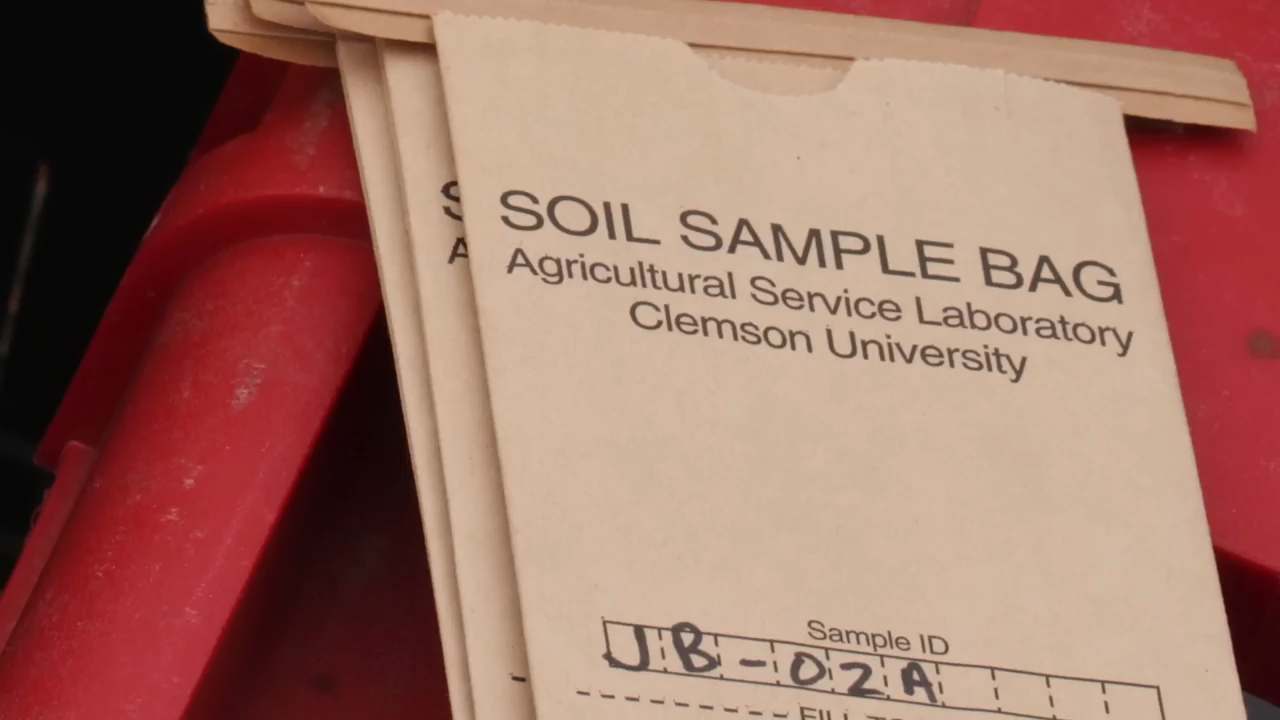 SOIL SAMPLE BAG
Agricultural Service Laboratory
Clemson University
Sample ID
JB-02A